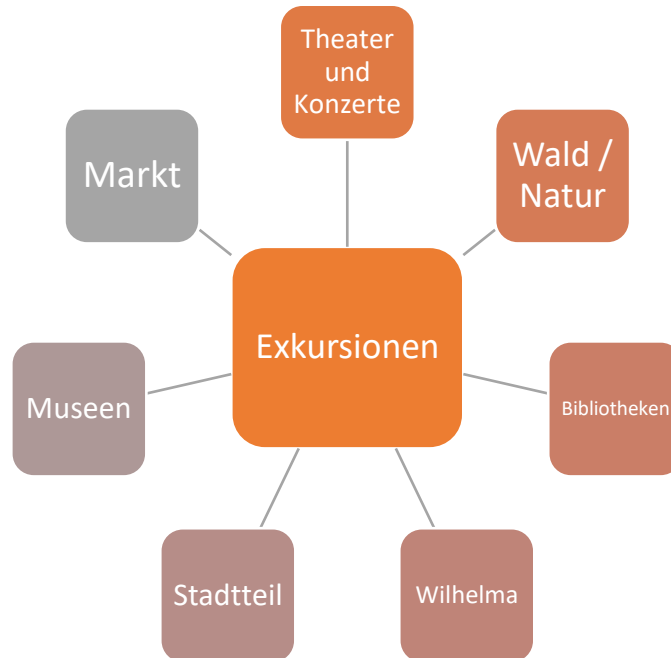 Theater
und
Konzerte
Markt
Wald /
Natur
Exkursionen
Museen
Bibliotheken
Stadtteil
Wilhelma